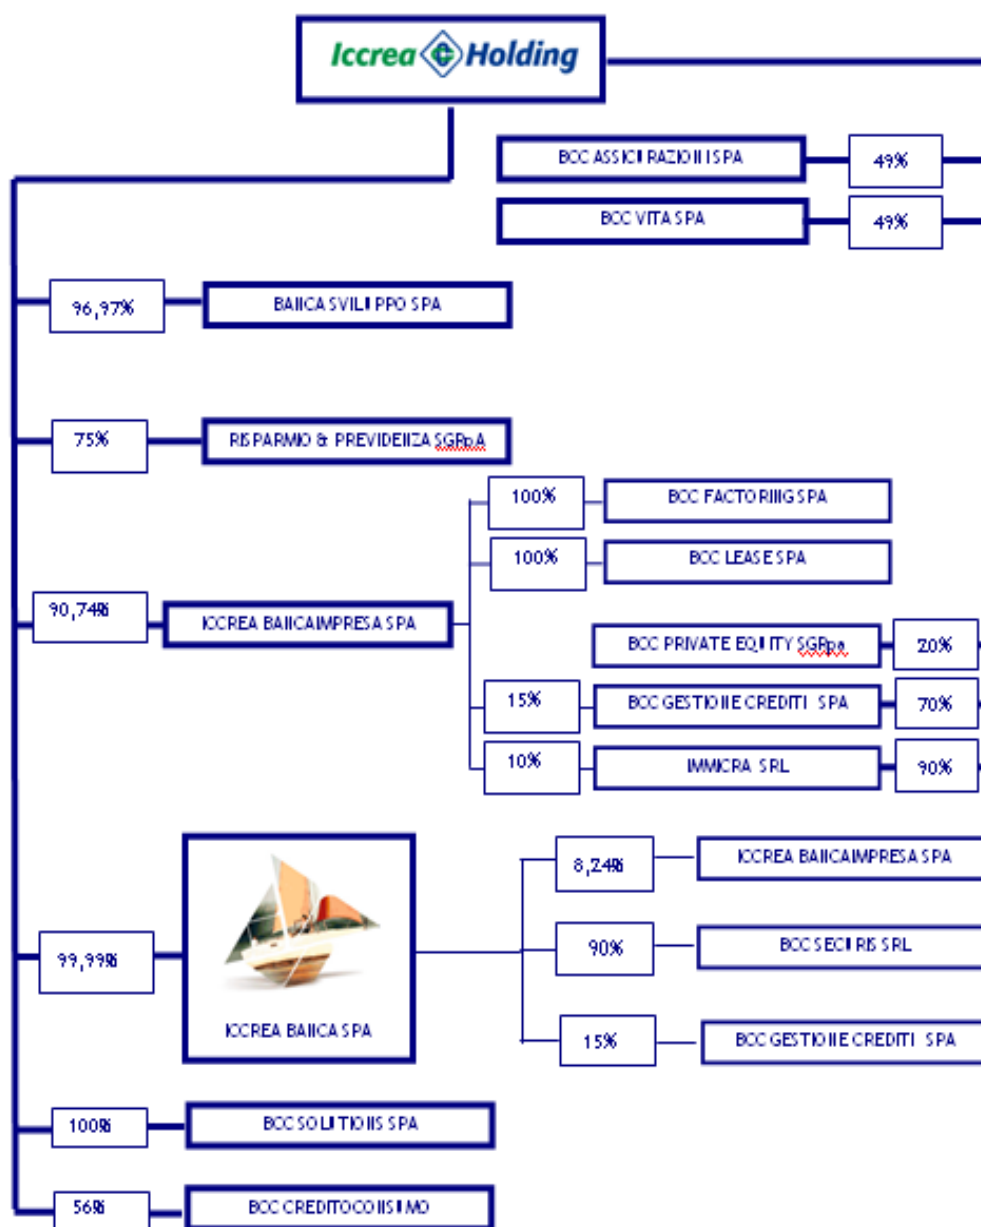 Iccrea Holding
BCC ASSICURAZIONI SPA
49%
BCC VITA SPA
49%
96,97%
BANCA SVILUPPO SPA
75%
RISPARMIO & PREVIDENZA SGRpA
100%
BCC FACTORING SPA
100%
BCC LEASE SPA
90,74%
ICCREA BANCAIMPRESA SPA
BCC PRIVATE EQUITY SGRpa
20%
15%
BCC GESTIONE CREDITI SPA
70%
10%
IMMICRA SRL
90%
8,24%
ICCREA BANCAIMPRESA SPA
90%
BCC SECURIS SRL
99,99%
ICCREA BANCA SPA
15%
BCC GESTIONE CREDITI SPA
100%
BCC SOLUTIONS SPA
56%
BCC CREDITOCONSUMO